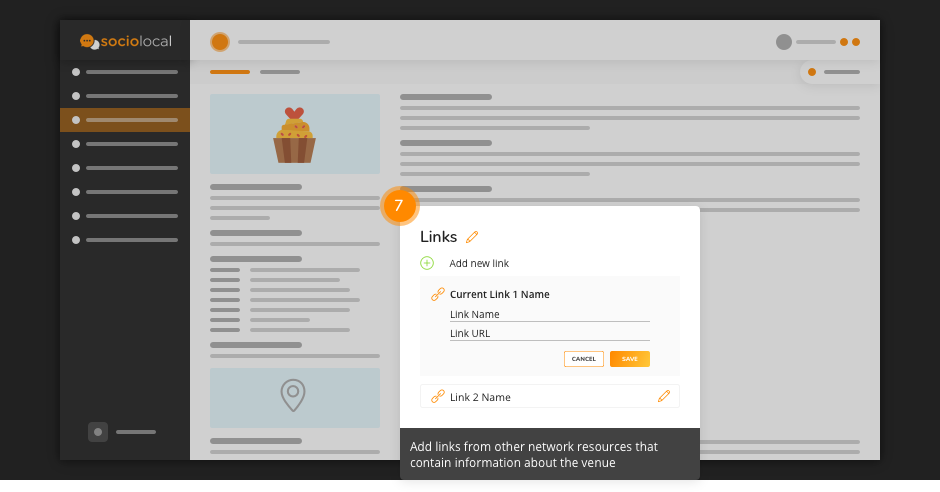 sociolocal
7
Links
Add new link
Current Link 1 Name
Link Name
Link URL
CANCEL SAVE
Link 2 Name
Add links from other network resources that
contain information about the venue